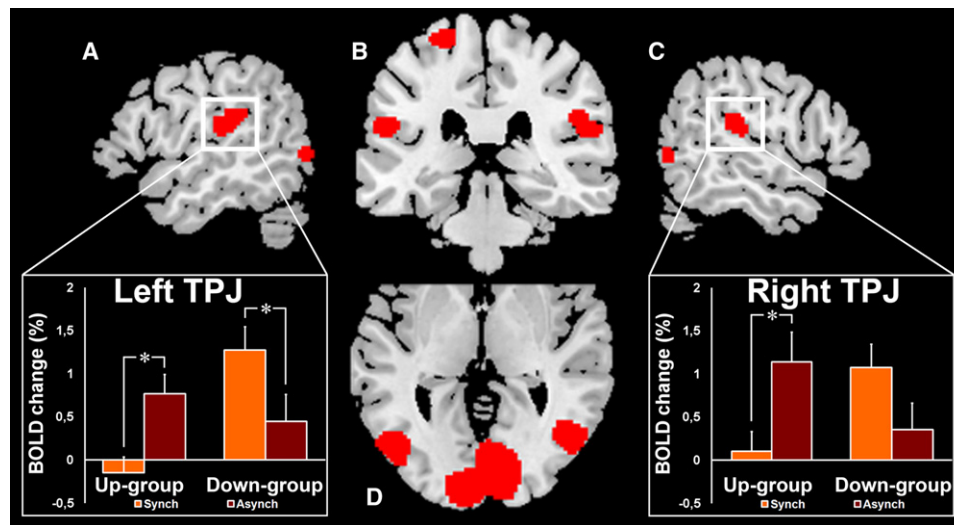 A
B
C
Left TPJ
BOLD change (%)
2
1,5
1
0,5
0
-0,5
*
*
Up-group
Down-group
Synch
Asynch
D
Right TPJ
BOLD change (%)
2
1,5
1
0,5
0
-0,5
*
Up-group
Down-group
Synch
Asynch